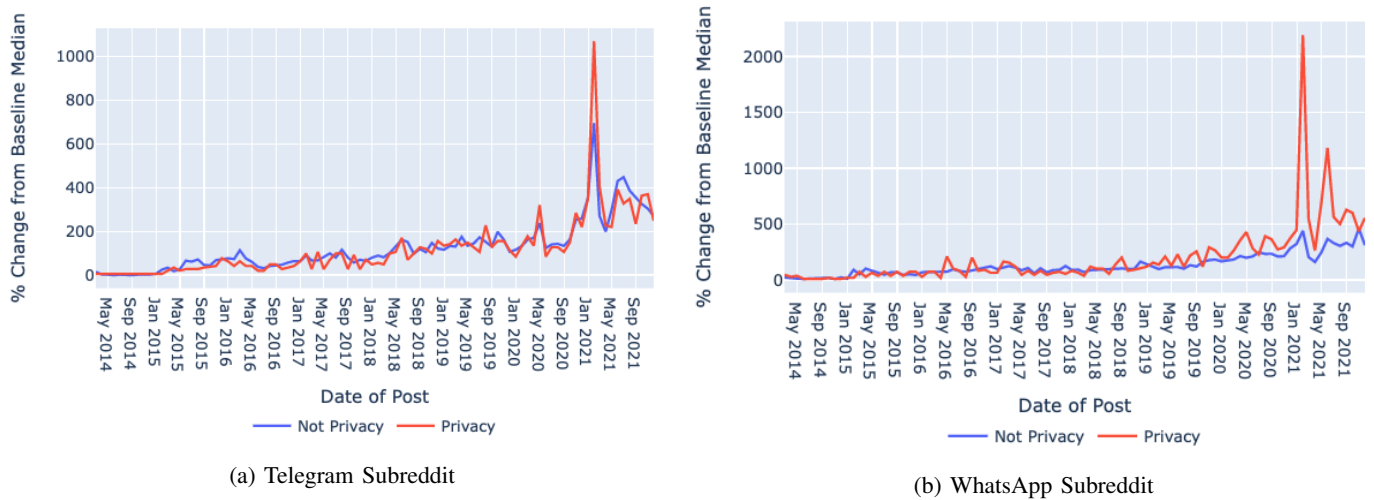 % Change from Baseline Median
1000
800
600
400
200
0
May 2014
Sep 2014
Jan 2015
May 2015
Sep 2015
Jan 2016
May 2016
Sep 2016
Jan 2017
May 2017
Sep 2017
Jan 2018
May 2018
Sep 2018
Jan 2019
May 2019
Sep 2019
Jan 2020
May 2020
Sep 2020
Jan 2021
May 2021
Sep 2021
Date of Post
Not Privacy
Privacy
(a) Telegram Subreddit
% Change from Baseline Median
2000
1500
1000
500
0
May 2014
Sep 2014
Jan 2015
May 2015
Sep 2015
Jan 2016
May 2016
Sep 2016
Jan 2017
May 2017
Sep 2017
Jan 2018
May 2018
Sep 2018
Jan 2019
May 2019
Sep 2019
Jan 2020
May 2020
Sep 2020
Jan 2021
May 2021
Sep 2021
Date of Post
Not Privacy
Privacy
(b) WhatsApp Subreddit